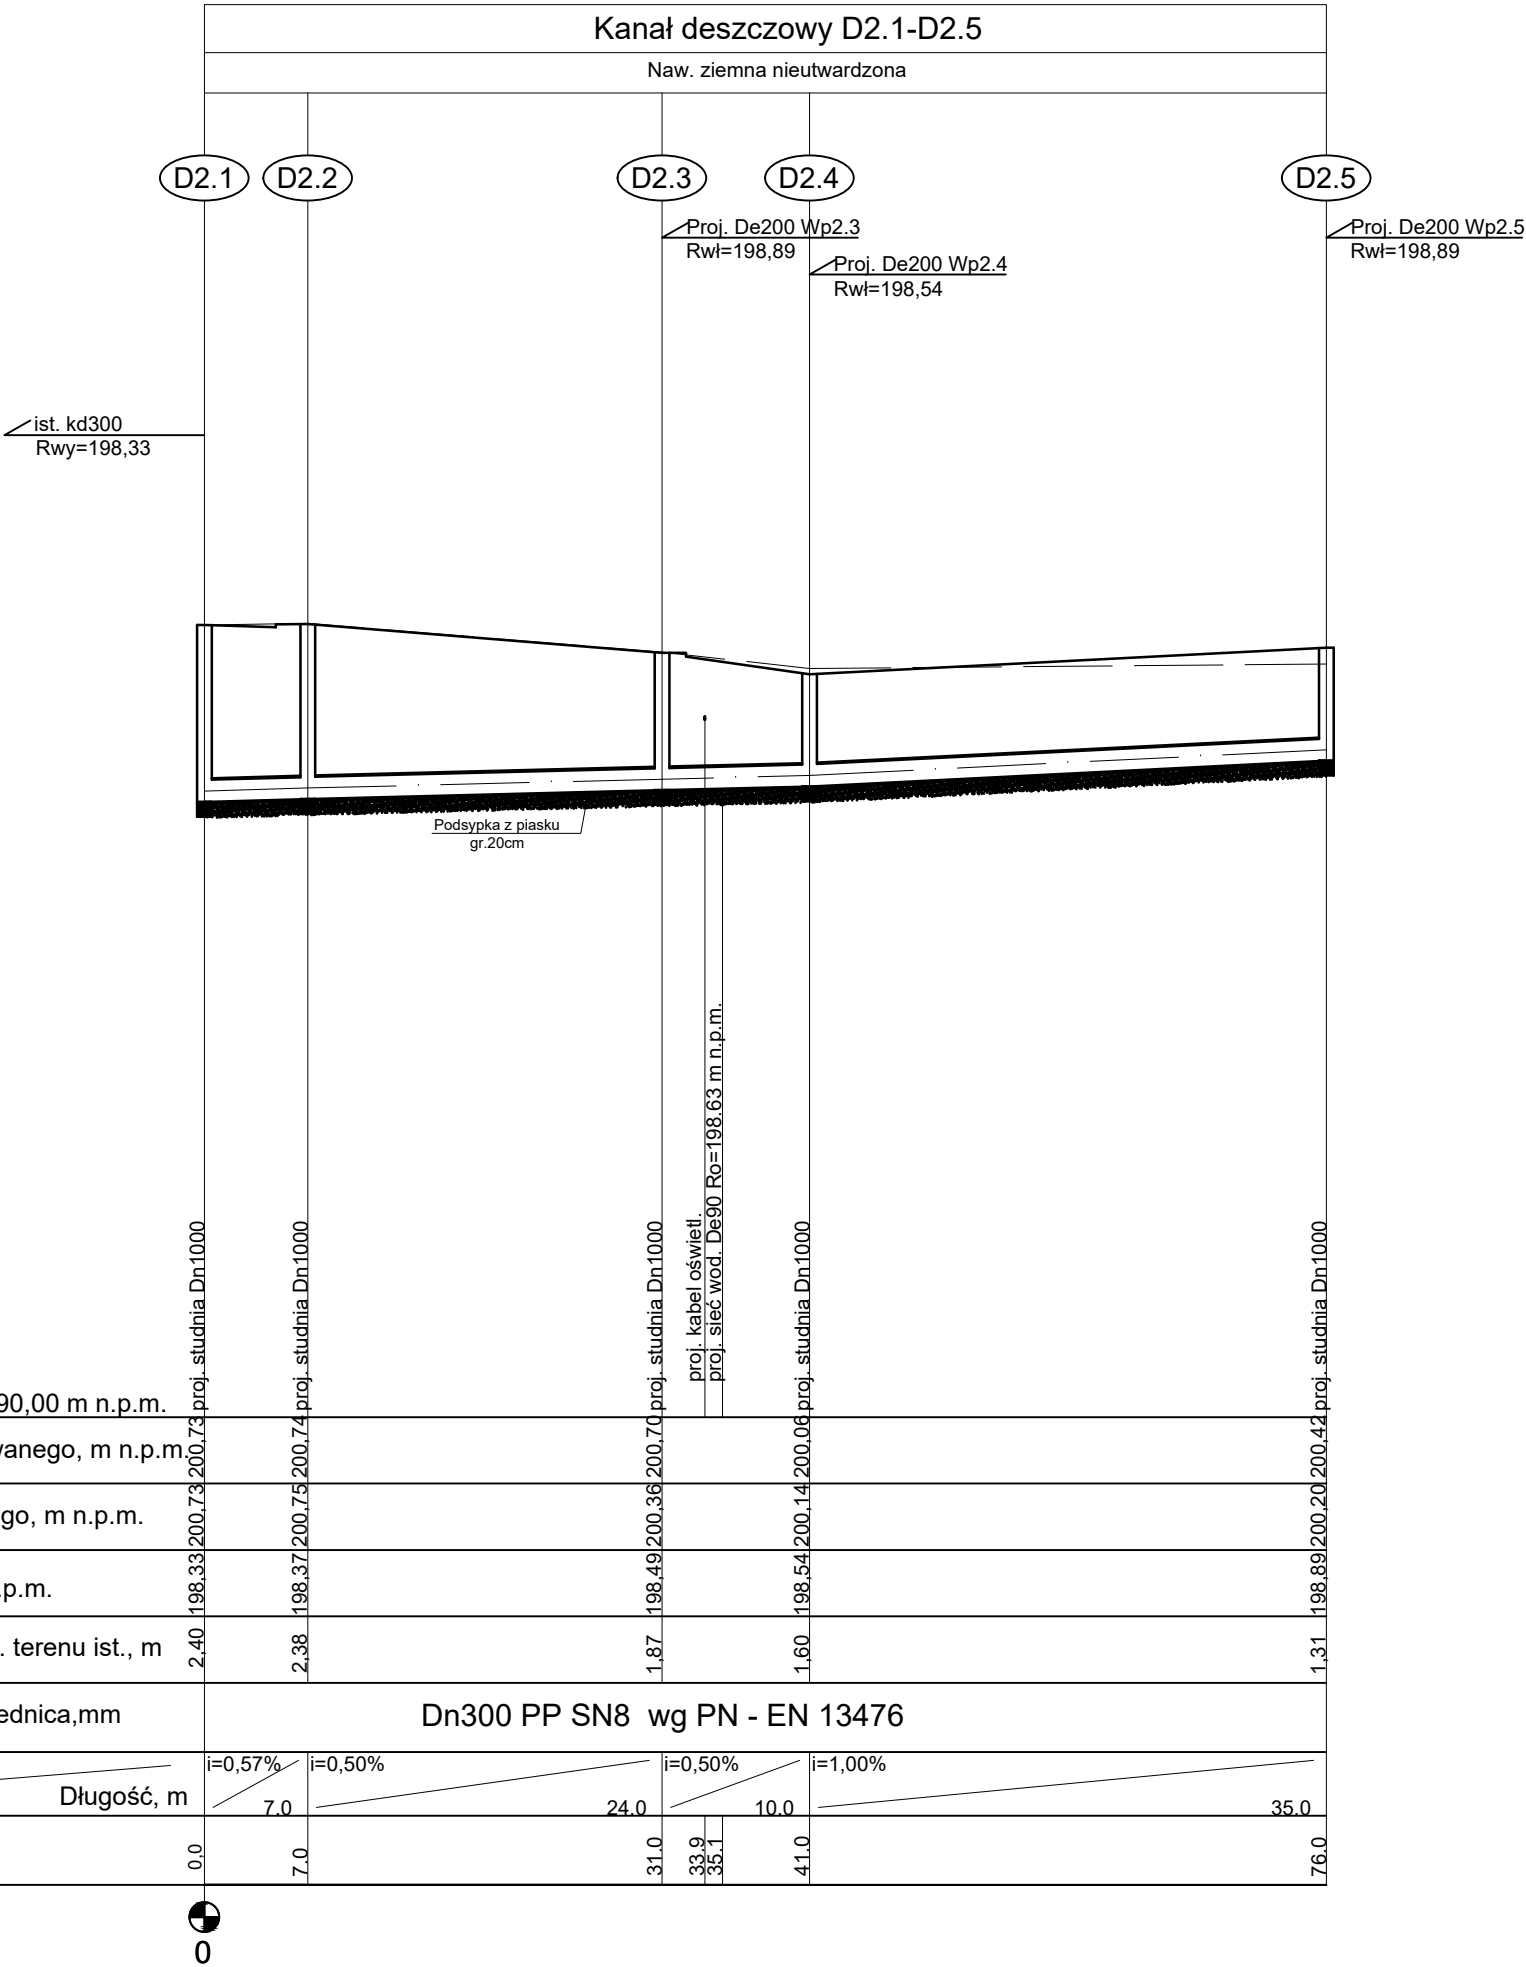 Kanał deszczowy D2.1-D2.5
Naw. ziemna nieutwardzona
D2.1
D2.2
D2.3
D2.4
D2.5
Proj. De200 Wp2.3
Rwł=198,89
Proj. De200 Wp2.4
Rwł=198,54
Proj. De200 Wp2.5
Rwł=198,89
ist. kd300
Rwy=198,33
Podsypka z piasku
gr.20cm
proj. studnia Dn1000
proj. studnia Dn1000
proj. studnia Dn1000
proj. kabel oświetl.
proj. sieć wod. De90 Ro=198.63 m n.p.m.
proj. studnia Dn1000
proj. studnia Dn1000
90,00 m n.p.m.
wanego, m n.p.m. 200,73 200,74 200,70 200,06 200,42
go, m n.p.m. 200,73 200,75 200,36 200,14 200,20
.p.m. 198,33 198,37 198,49 198,54 198,89
. terenu ist., m 2,40 2,38 1,87 1,60 1,31
ednica,mm Dn300 PP SN8 wg PN - EN 13476
i=0,57% i=0,50% i=0,50% i=1,00%
Długość, m 7.0 24.0 10.0 35.0
0,0 7.0 31.0 33.9 35.1 41.0 76.0
0